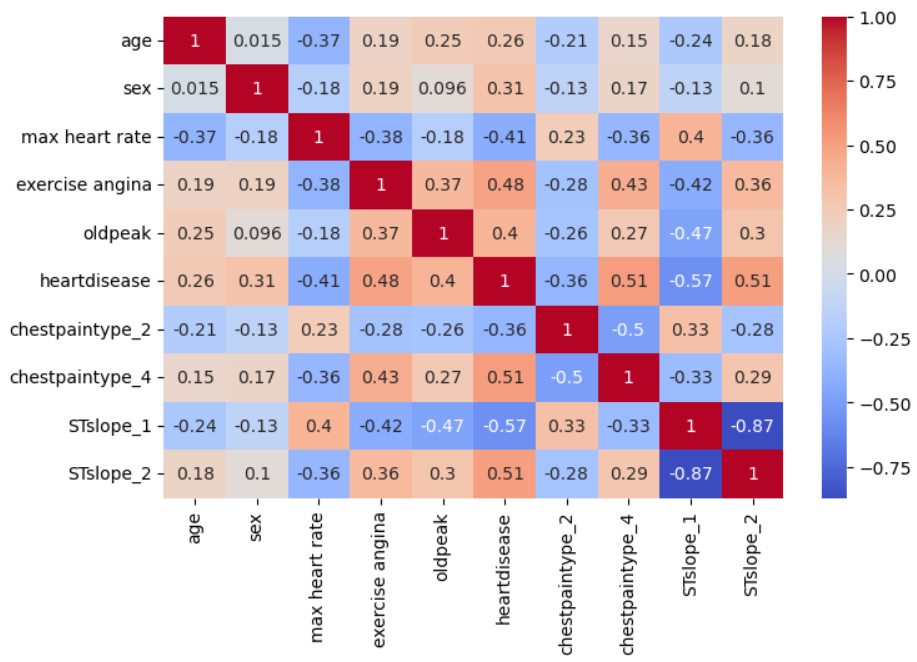 age 1 0.015 -0.37 0.19 0.25 0.26 -0.21 0.15 -0.24 0.18
sex 0.015 1 -0.18 0.19 0.096 0.31 -0.13 0.17 -0.13 0.1
max heart rate -0.37 -0.18 1 -0.38 -0.18 -0.41 0.23 -0.36 0.4 -0.36
exercise angina 0.19 0.19 -0.38 1 0.37 0.48 -0.28 0.43 -0.42 0.36
oldpeak 0.25 0.096 -0.18 0.37 1 0.4 -0.26 0.27 -0.47 0.3
heartdisease 0.26 0.31 -0.41 0.48 0.4 1 -0.36 0.51 -0.57 0.51
chestpaintype_2 -0.21 -0.13 0.23 -0.28 -0.26 -0.36 1 -0.5 0.33 -0.28
chestpaintype_4 0.15 0.17 -0.36 0.43 0.27 0.51 -0.5 1 -0.33 0.29
STslope_1 -0.24 -0.13 0.4 -0.42 -0.47 -0.57 0.33 -0.33 1 -0.87
STslope_2 0.18 0.1 -0.36 0.36 0.3 0.51 -0.28 0.29 -0.87 1
age
sex
max heart rate
exercise angina
oldpeak
heartdisease
chestpaintype_2
chestpaintype_4
STslope_1
STslope_2
1.00
0.75
0.50
0.25
0.00
−0.25
−0.50
−0.75